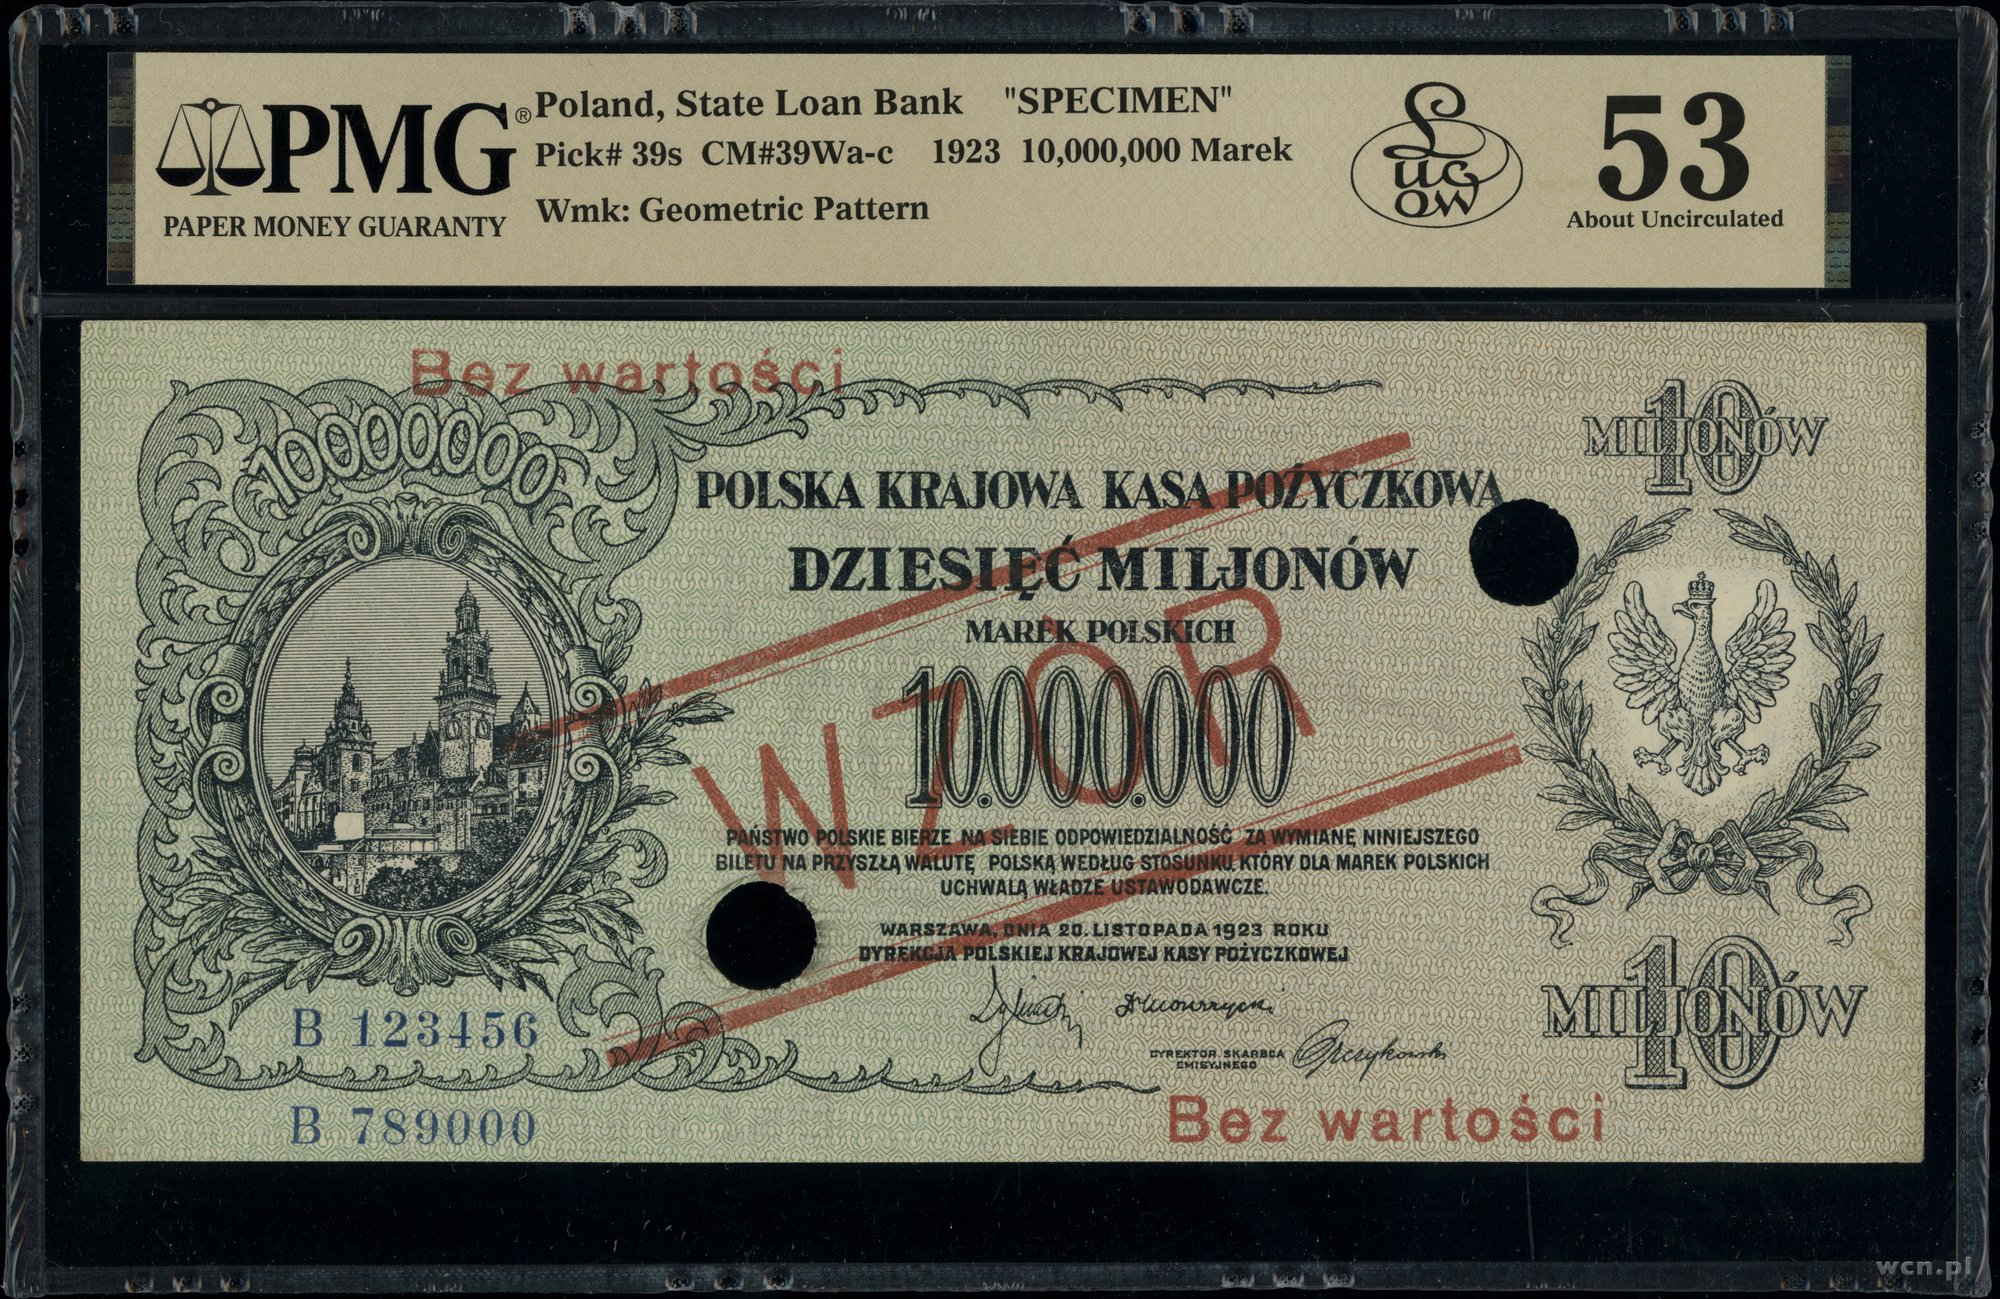 PMG®
PAPER MONEY GUARANTY
Poland, State Loan Bank "SPECIMEN"
Pick# 39s CM#39Wa-c 1923 10,000,000 Marek
Wmk: Geometric Pattern
Lucow
53
About Uncirculated
Bez wartości
10.000.000
10
MILJONÓW
POLSKA KRAJOWA KASA POŻYCZKOWA
DZIESIĘĆ MILJONÓW
MAREK POLSKICH
10.000.000
WZÓR
PAŃSTWO POLSKIE BIERZE NA SIEBIE ODPOWIEDZIALNOŚĆ ZA WYMIANĘ NINIEJSZEGO
BILETU NA PRZYSZŁĄ WALUTĘ POLSKĄ WEDŁUG STOSUNKU, KTÓRY DLA MAREK POLSKICH
UCHWALĄ WŁADZE USTAWODAWCZE.
WARSZAWA, DNIA 20. LISTOPADA 1923 ROKU
DYREKCJA POLSKIEJ KRAJOWEJ KASY POŻYCZKOWEJ
10
MILJONÓW
B 123456
DYREKTOR SKARBCA
EMISYJNEGO
B 789000
Bez wartości
wcn.pl